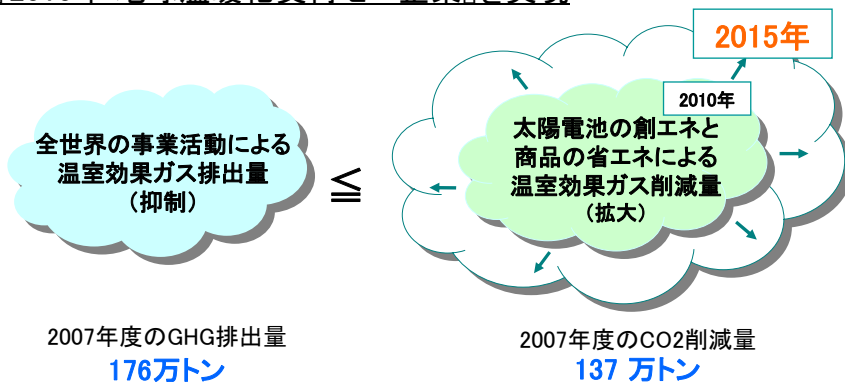 2015年
2010年
全世界の事業活動による
温室効果ガス排出量
（抑制）
≦
太陽電池の創エネと
商品の省エネによる
温室効果ガス削減量
（拡大）
2007年度のGHG排出量
176万トン
2007年度のCO2削減量
137 万トン